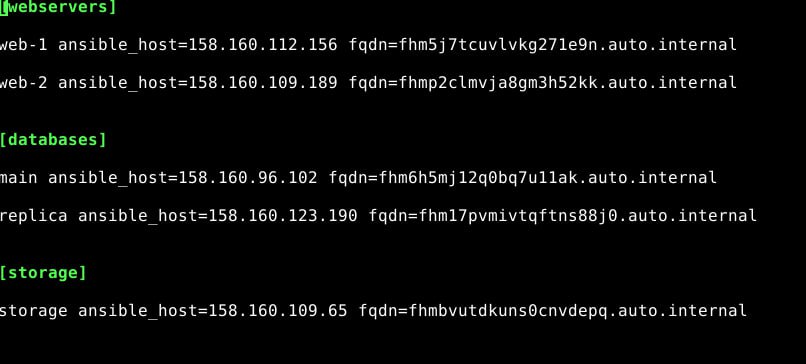 [webservers]
web-1 ansible_host=158.160.112.156 fqdn=fhm5j7tcuvlvkg271e9n.auto.internal
web-2 ansible_host=158.160.109.189 fqdn=fhmp2clmvja8gm3h52kk.auto.internal
[databases]
main ansible_host=158.160.96.102 fqdn=fhm6h5mj12q0bq7u11ak.auto.internal
replica ansible_host=158.160.123.190 fqdn=fhm17pvmivtqftns88j0.auto.internal
[storage]
storage ansible_host=158.160.109.65 fqdn=fhmbvutdkuns0cnvdepq.auto.internal